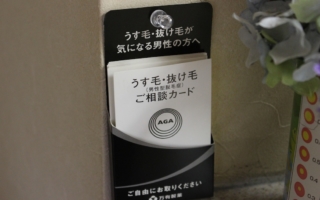 うす毛・抜け毛が
気になる男性の方へ
うす毛・抜け毛
(男性型脱毛症)
ご相談カード
AGA
ご自由にお取りください